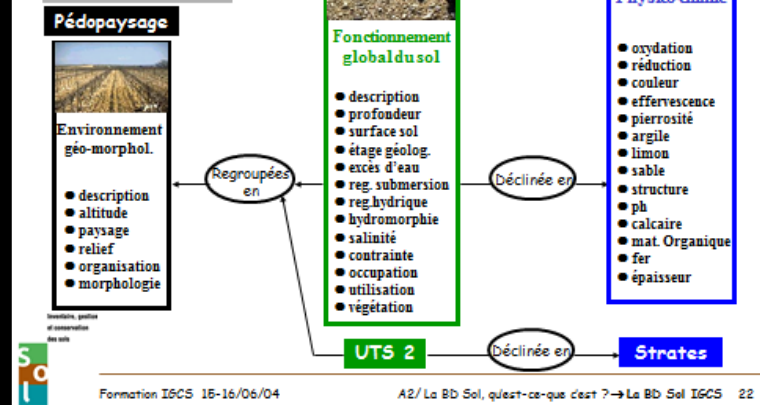 Pédopaysage
Environnement
géo-morphol.
● description
● altitude
● paysage
● relief
● organisation
● morphologie
Regroupées
en
Fonctionnement
global du sol
● description
● profondeur
● surface sol
● étage géolog.
● excès d'eau
● reg. submersion
● reg.hydrique
● hydromorphie
● salinité
● contrainte
● occupation
● utilisation
● végétation
Déclinée en
● oxydation
● réduction
● couleur
● effervescence
● pierrosité
● argile
● limon
● sable
● structure
● ph
● calcaire
● mat. Organique
● fer
● épaisseur
UTS 2
Déclinée en
Strates
Inventaire, gestion
et conservation
des sols
Sol
Formation IGCS 15-16/06/04
A2/ La BD Sol, qu'est-ce-que c'est ?→La BD Sol IGCS 22